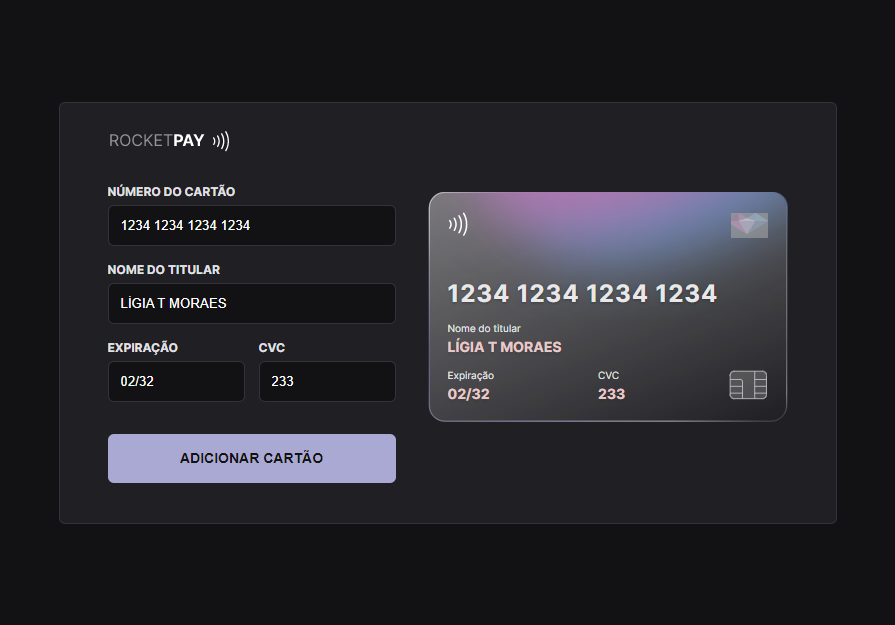 ROCKETPAY
NÚMERO DO CARTÃO
1234 1234 1234 1234
NOME DO TITULAR
LÍGIA T MORAES
EXPIRAÇÃO CVC
02/32 233
ADICIONAR CARTÃO
1234 1234 1234 1234
Nome do titular
LÍGIA T MORAES
Expiração CVC
02/32 233